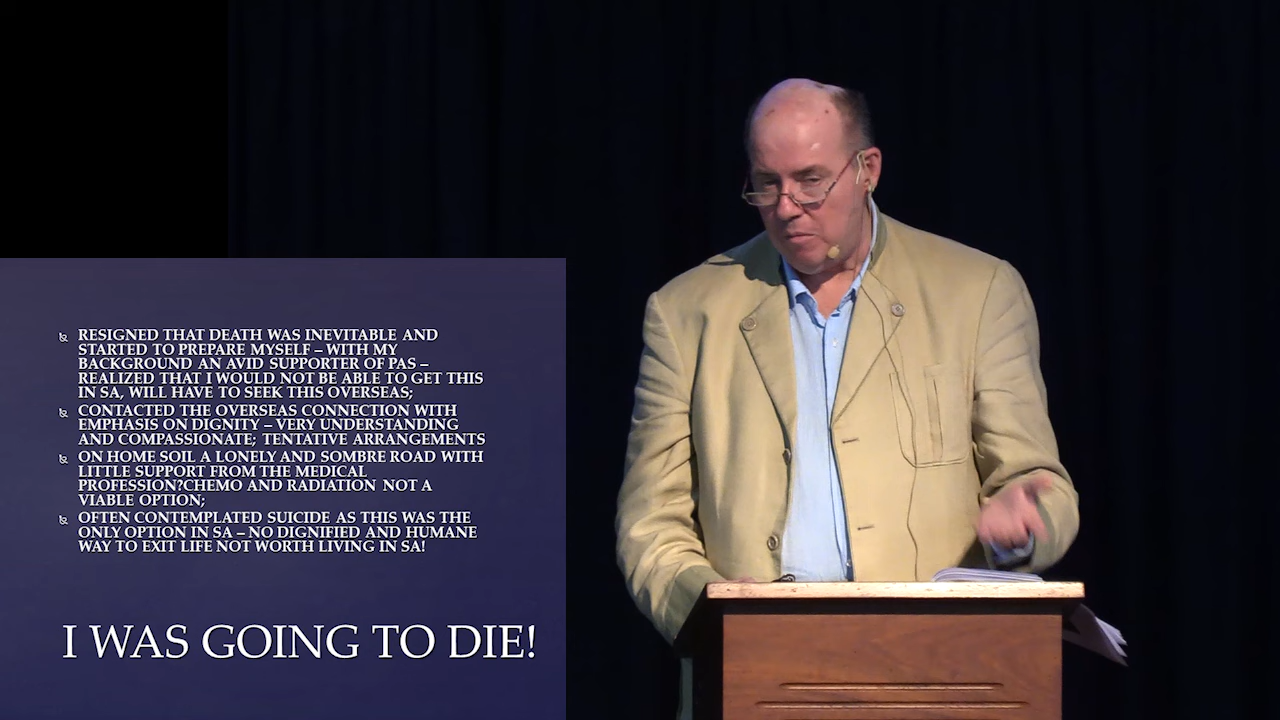 RESIGNED THAT DEATH WAS INEVITABLE AND
STARTED TO PREPARE MYSELF – WITH MY
BACKGROUND AN AVID SUPPORTER OF PAS –
REALIZED THAT I WOULD NOT BE ABLE TO GET THIS
IN SA, WILL HAVE TO SEEK THIS OVERSEAS;
CONTACTED THE OVERSEAS CONNECTION WITH
EMPHASIS ON DIGNITY – VERY UNDERSTANDING
AND COMPASSIONATE; TENTATIVE ARRANGEMENTS
ON HOME SOIL A LONELY AND SOMBRE ROAD WITH
LITTLE SUPPORT FROM THE MEDICAL
PROFESSION?CHEMO AND RADIATION NOT A
VIABLE OPTION;
OFTEN CONTEMPLATED SUICIDE AS THIS WAS THE
ONLY OPTION IN SA – NO DIGNIFIED AND HUMANE
WAY TO EXIT LIFE NOT WORTH LIVING IN SA!
I WAS GOING TO DIE!